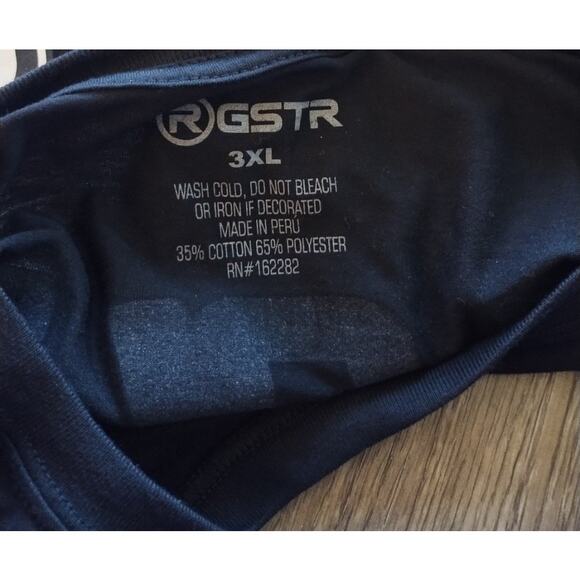 RGSTR
3XL
WASH COLD, DO NOT BLEACH
OR IRON IF DECORATED
MADE IN PERÚ
35% COTTON 65% POLYESTER
RN#162282